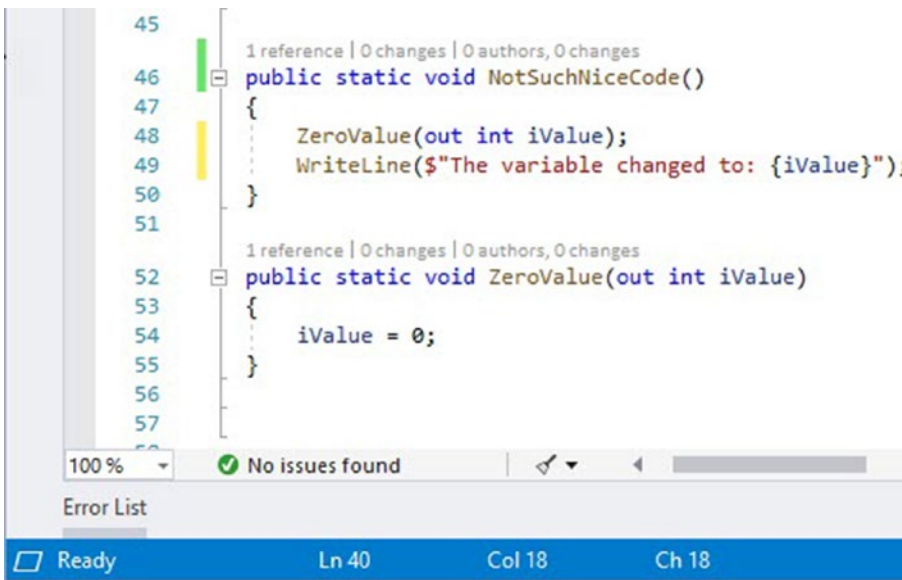 45
1 reference | 0 changes | 0 authors, 0 changes
46 public static void NotSuchNiceCode()
47 {
48 ZeroValue(out int iValue);
49 WriteLine($"The variable changed to: {iValue}");
50 }
51
1 reference | 0 changes | 0 authors, 0 changes
52 public static void ZeroValue(out int iValue)
53 {
54 iValue = 0;
55 }
56
57
100 % No issues found
Error List
Ready Ln 40 Col 18 Ch 18